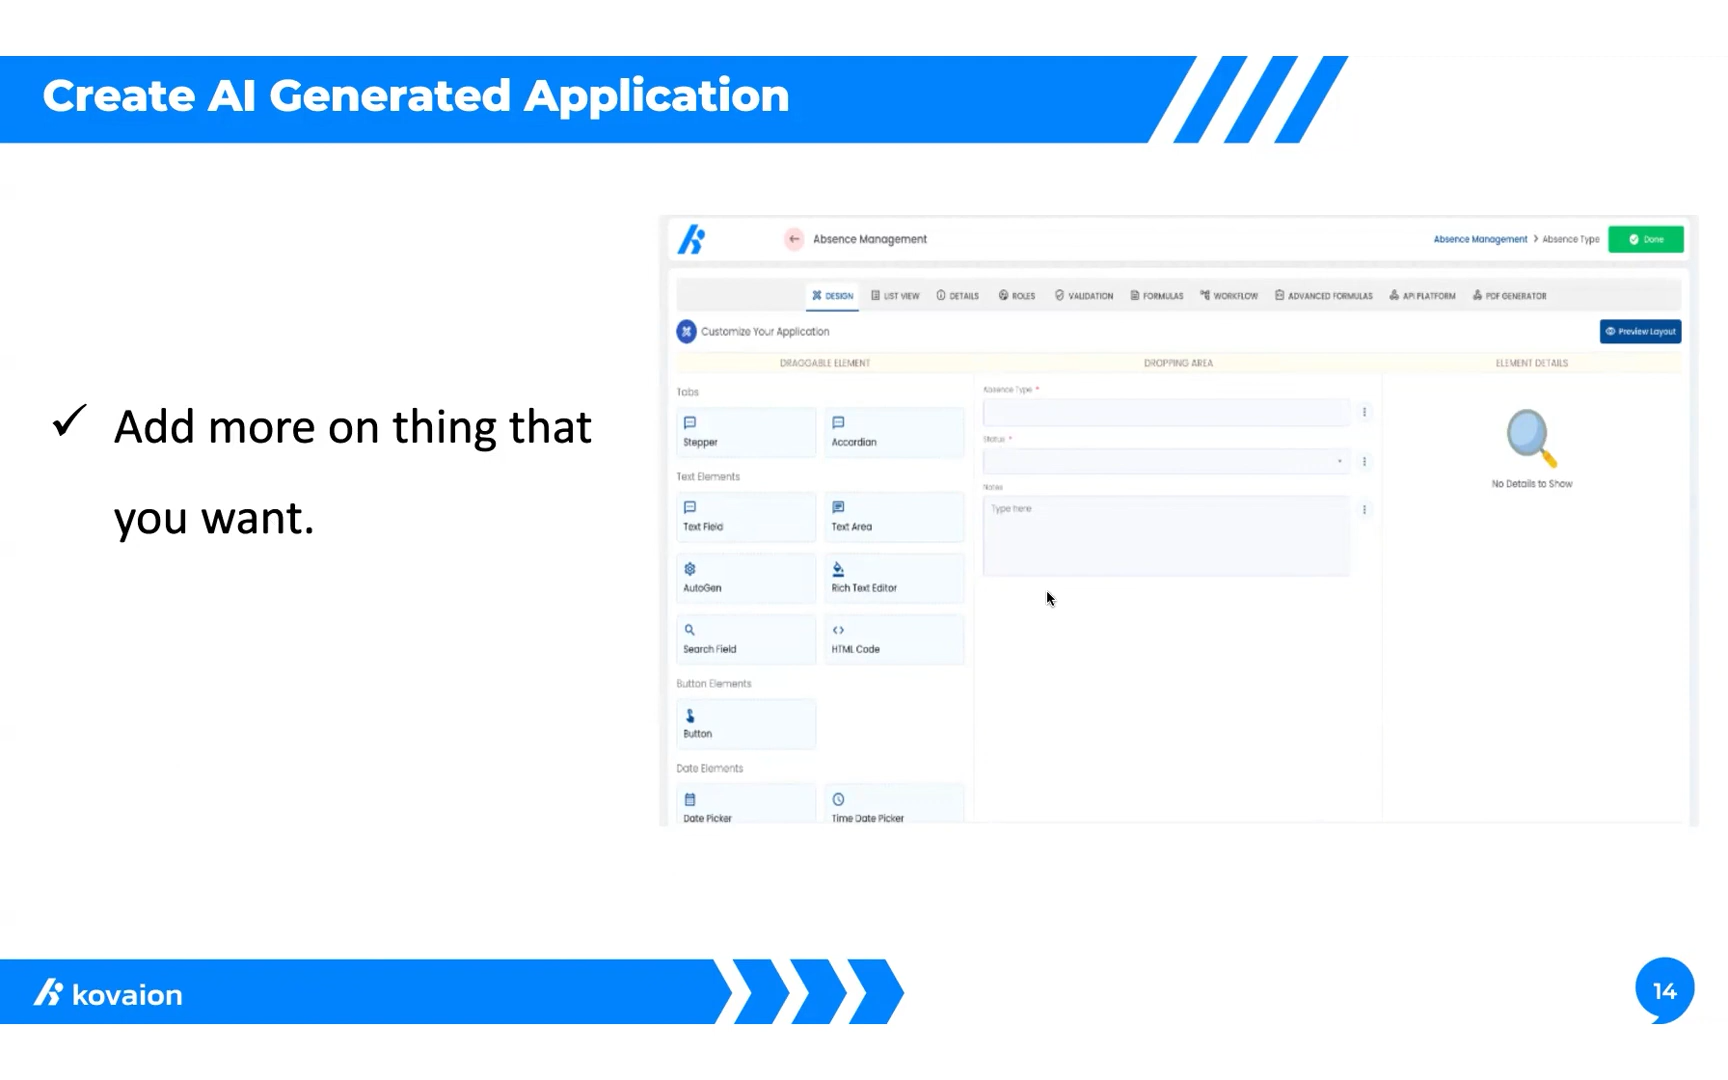 Create AI Generated Application
✓ Add more on thing that
you want.
Absence Management
Absence Management > Absence Type
Done
DESIGN
LIST VIEW
DETAILS
ROLES
VALIDATION
FORMULAS
WORKFLOW
ADVANCED FORMULAS
API PLATFORM
PDF GENERATOR
Customize Your Application
Preview Layout
DRAGGABLE ELEMENT
DROPPING AREA
ELEMENT DETAILS
Tabs
Stepper
Accordian
Text Elements
Text Field
Text Area
AutoGen
Rich Text Editor
Search Field
HTML Code
Button Elements
Button
Date Elements
Date Picker
Time Date Picker
Absence Type *
Status *
Notes
Type here
No Details to Show
kovaion
14